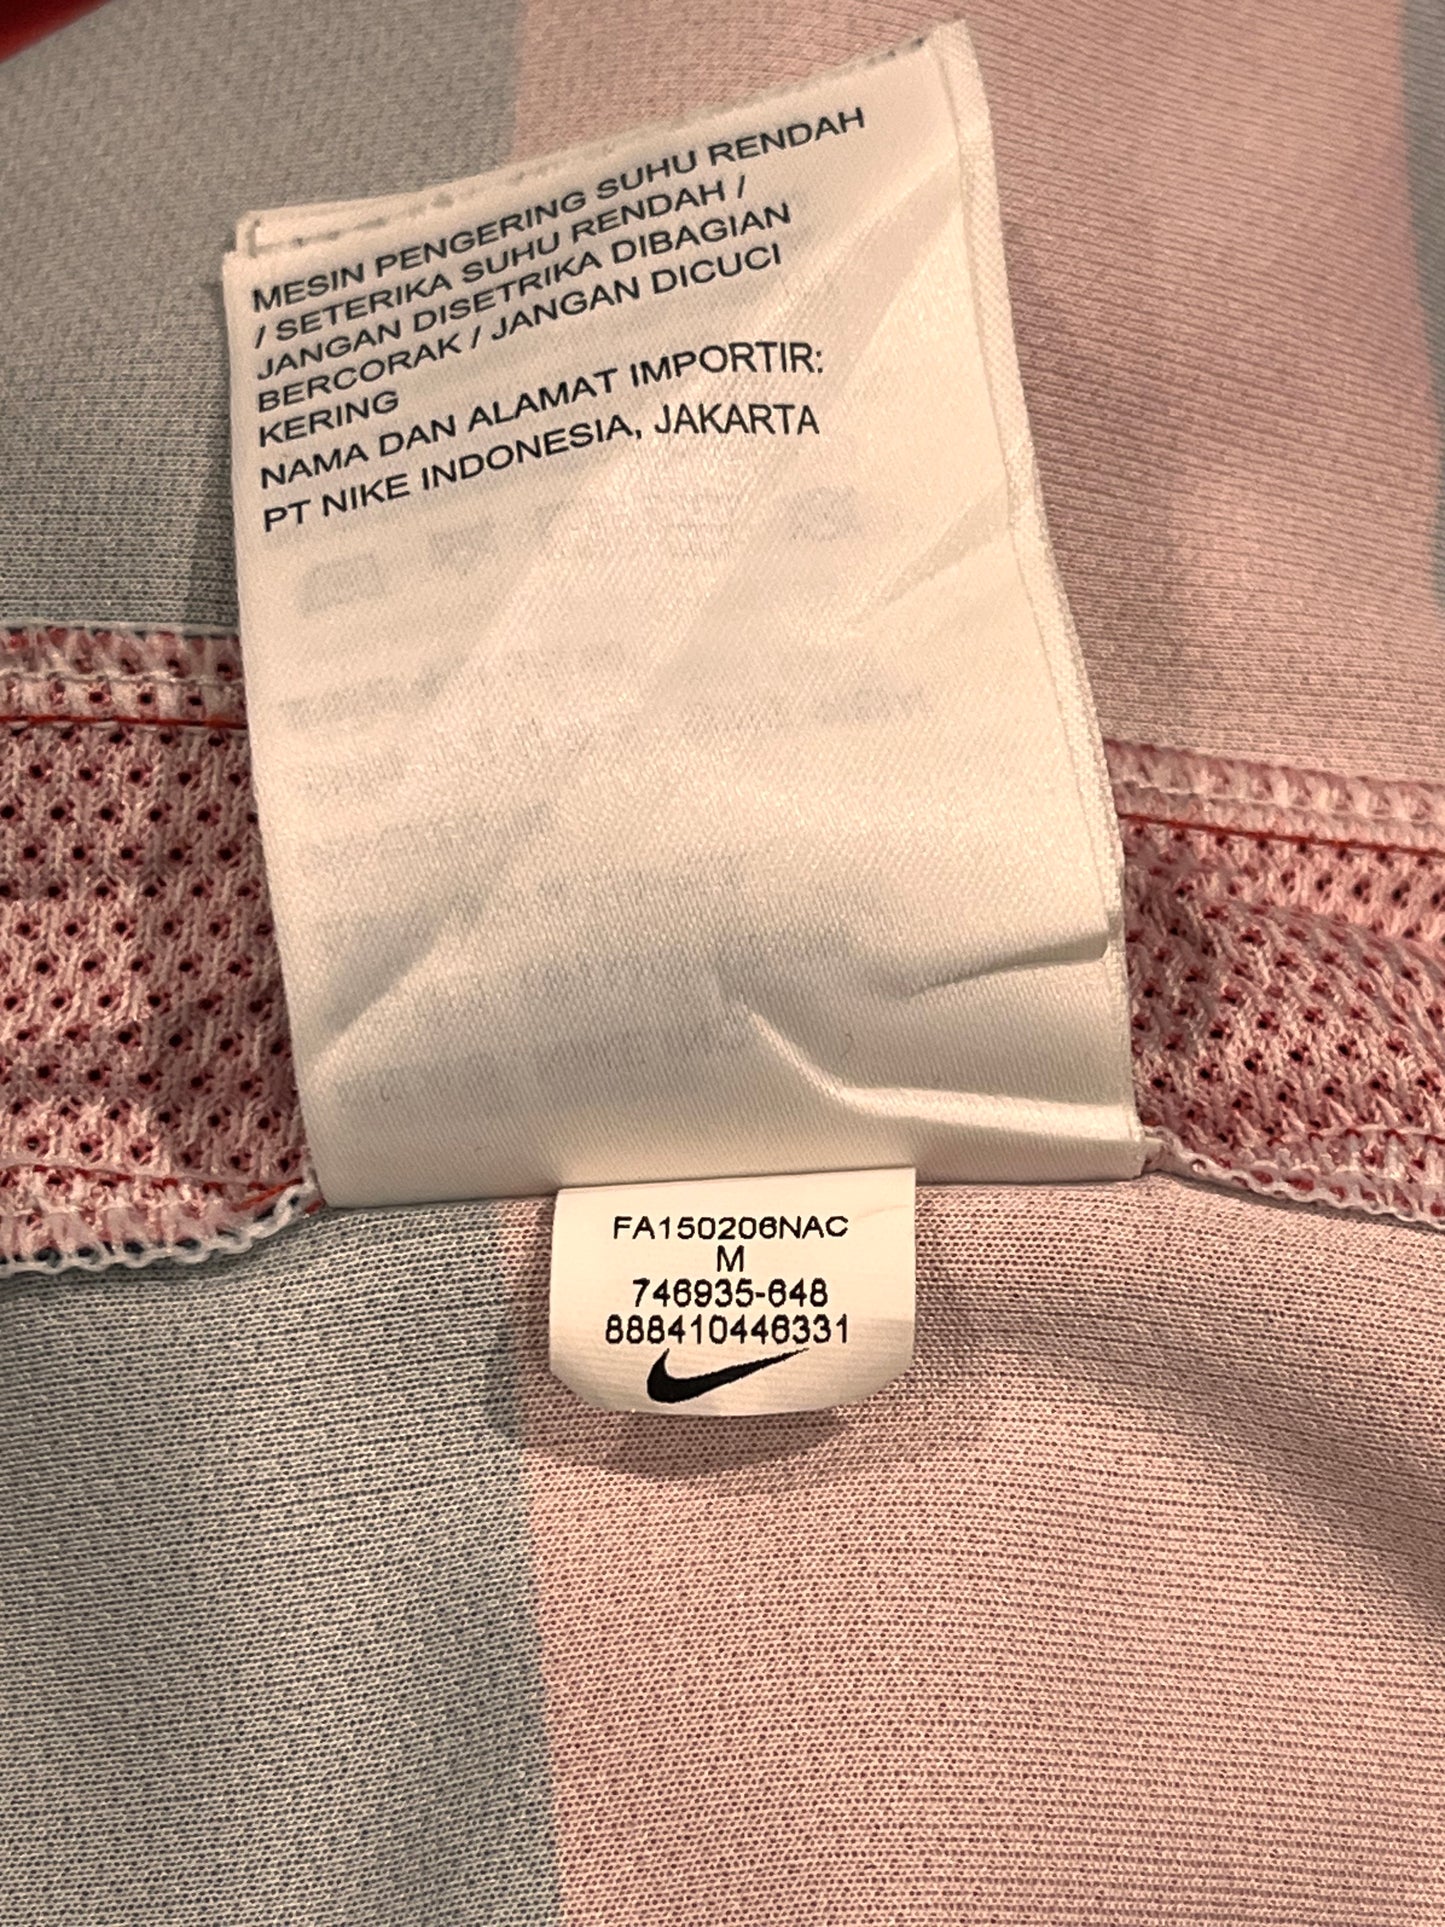 MESIN PENGERING SUHU RENDAH
/ SETERIKA SUHU RENDAH /
JANGAN DISETRIKA DIBAGIAN
BERCORAK / JANGAN DICUCI
KERING
NAMA DAN ALAMAT IMPORTIR:
PT NIKE INDONESIA, JAKARTA
FA150206NAC
M
746935-648
888410446331